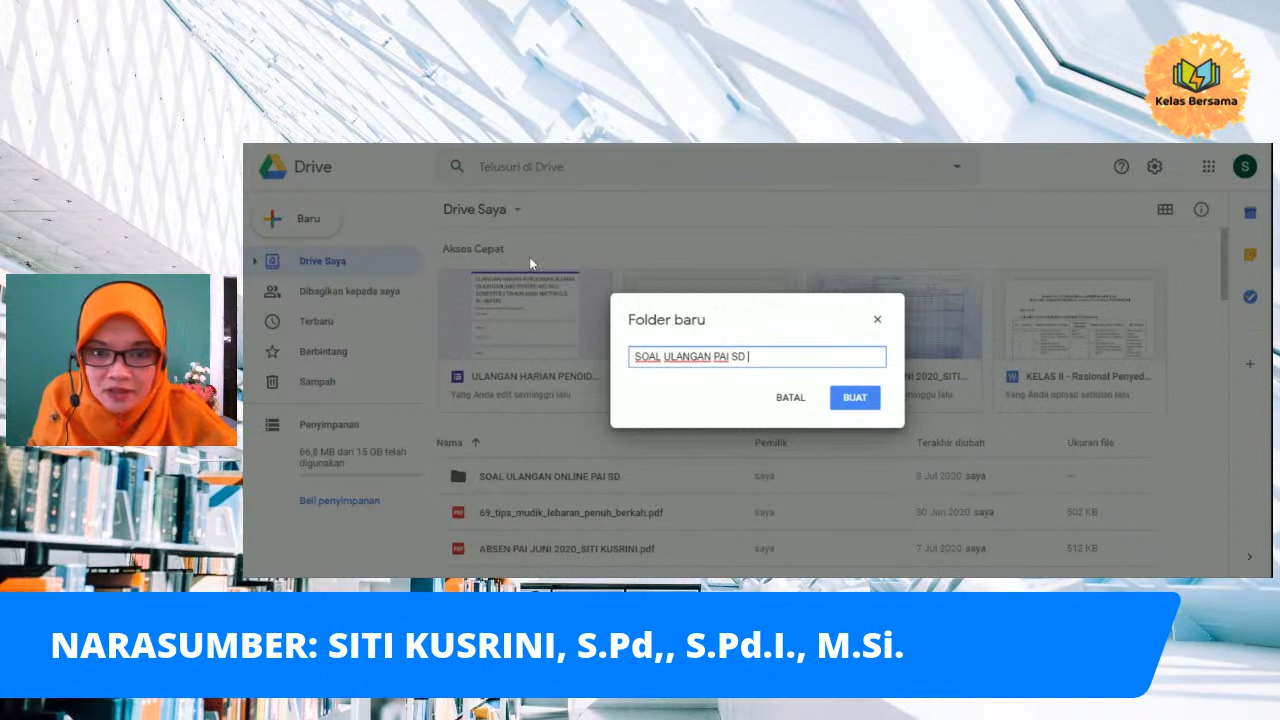 Kelas Bersama
Drive
Telusuri di Drive
S
Baru
Drive Saya
Akses Cepat
Drive Saya
Dibagikan kepada saya
Terbaru
Berbintang
Sampah
Penyimpanan
66,8 MB dari 15 GB telah
digunakan
Beli penyimpanan
Folder baru
SOAL ULANGAN PAI SD
BATAL
BUAT
ULANGAN HARIAN PENDID...
Yang Anda edit seminggu lalu
NI 2020_SITI...
seminggu lalu
KELAS II - Rasional Penyed...
Yang Anda upload sebulan lalu
Nama
Pemilik
Terakhir diubah
Ukuran file
SOAL ULANGAN ONLINE PAI SD
saya
8 Jul 2020 saya
—
69_tips_mudik_lebaran_penuh_berkah.pdf
saya
30 Jun 2020 saya
502 KB
ABSEN PAI JUNI 2020_SITI KUSRINI.pdf
saya
7 Jul 2020 saya
512 KB
NARASUMBER: SITI KUSRINI, S.Pd,, S.Pd.I., M.Si.